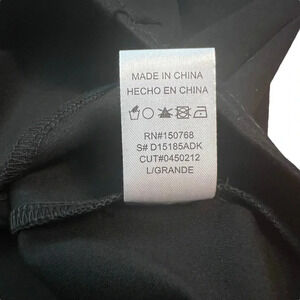 MADE IN CHINA
HECHO EN CHINA
RN#150768
S# D15185ADK
CUT#0450212
L/GRANDE